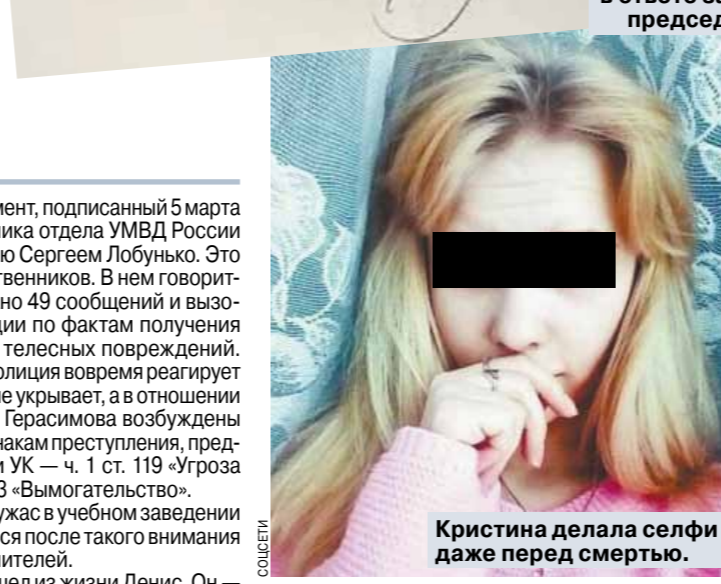 в ответе за
председ
мент, подписанный 5 марта
ника отдела УМВД России
ю Сергеем Лобунько. Это
твенников. В нем говорит-
но 49 сообщений и вызо-
ции по фактам получения
телесных повреждений.
олиция вовремя реагирует
не укрывает, а в отношении
Герасимова возбуждены
накам преступления, пред-
и УК — ч. 1 ст. 119 «Угроза
3 «Вымогательство».
ужас в учебном заведении
ся после такого внимания
ителей.
шел из жизни Денис. Он —
СОЦСЕТИ
Кристина делала селфи
даже перед смертью.